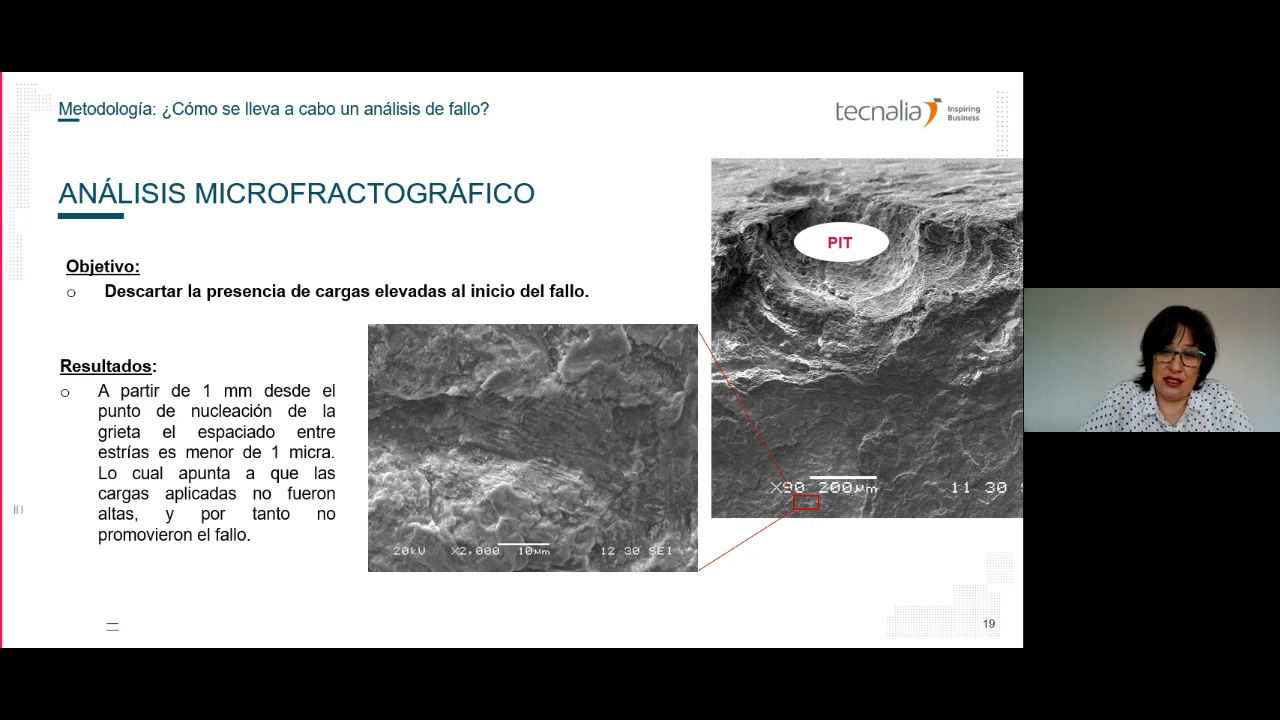 Metodología: ¿Cómo se lleva a cabo un análisis de fallo?
tecnalia Inspiring
Business
ANÁLISIS MICROFRACTOGRÁFICO
Objetivo:
o Descartar la presencia de cargas elevadas al inicio del fallo.
Resultados:
o A partir de 1 mm desde el
punto de nucleación de la
grieta el espaciado entre
estrías es menor de 1 micra.
Lo cual apunta a que las
cargas aplicadas no fueron
altas, y por tanto no
promovieron el fallo.
PIT
X90 200µm 11 30 S
20kU X2,000 10µm 12 30 SEI
19